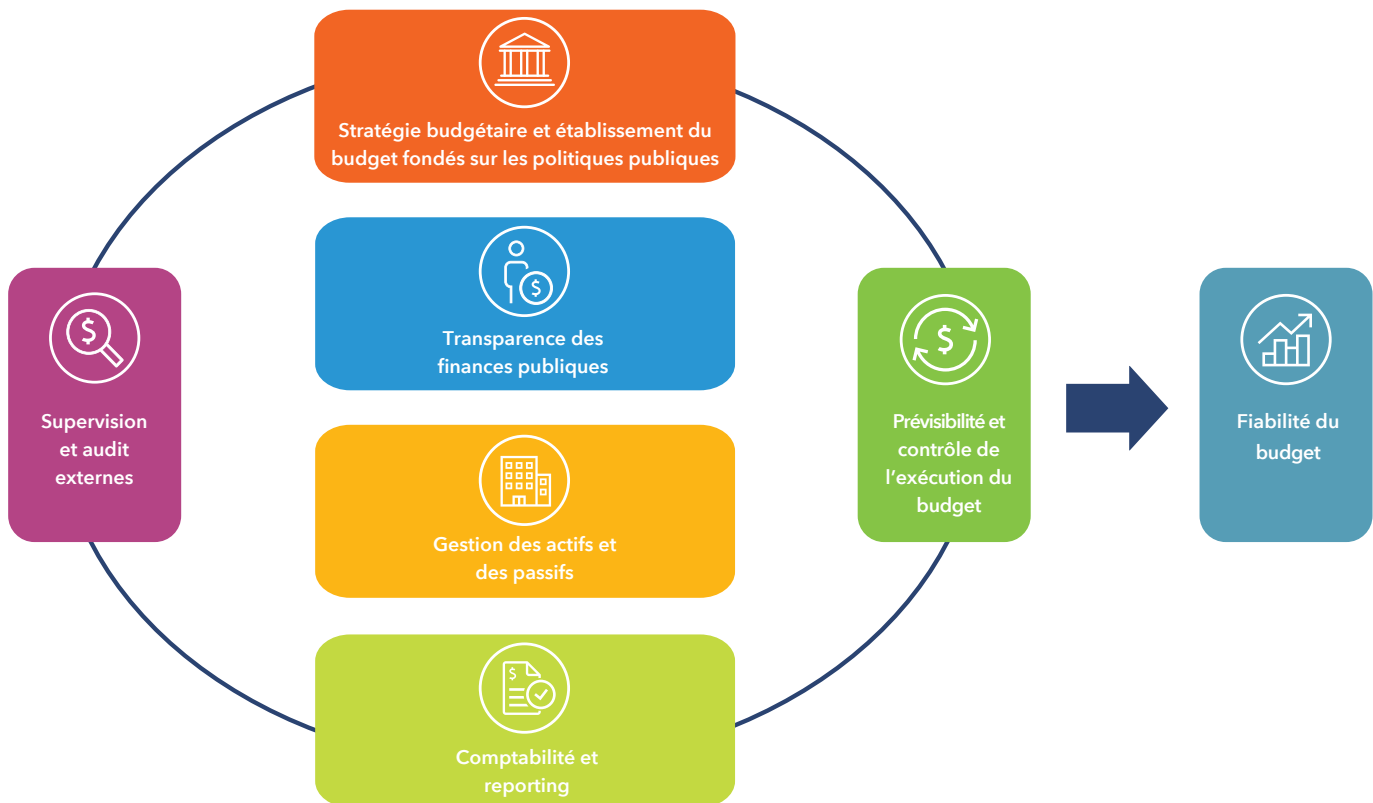 Stratégie budgétaire et établissement du
budget fondés sur les politiques publiques
$
Transparence des
finances publiques
$
Supervision
et audit
externes
$
Prévisibilité et
contrôle de
l'exécution du
budget
Fiabilité du
budget
Gestion des actifs et
des passifs
$
Comptabilité et
reporting